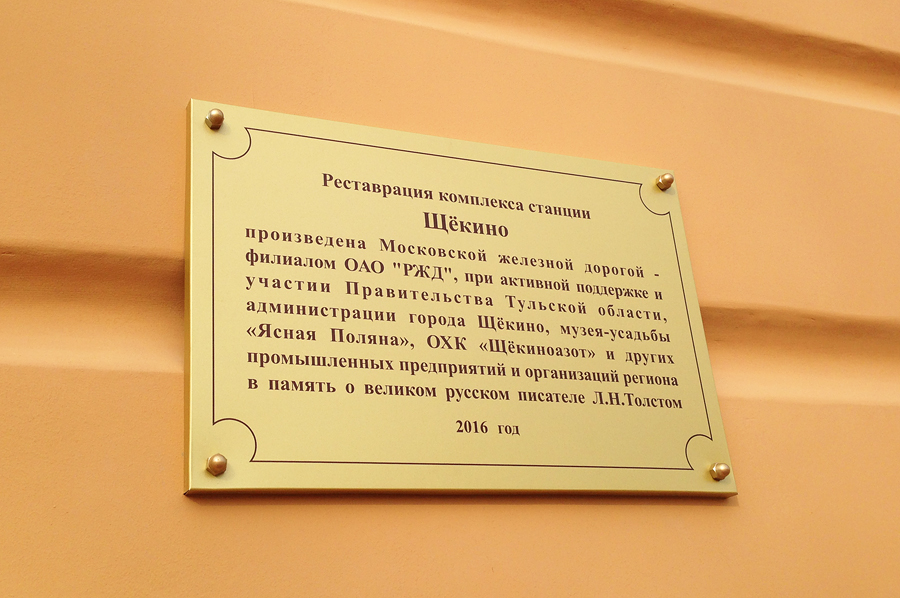 Реставрация комплекса станции
Щёкино
произведена Московской железной дорогой -
филиалом ОАО "РЖД", при активной поддержке и
участии Правительства Тульской области,
администрации города Щёкино, музея-усадьбы
«Ясная Поляна», ОХК «Щёкиноазот» и других
промышленных предприятий и организаций региона
в память о великом русском писателе Л.Н.Толстом
2016 год